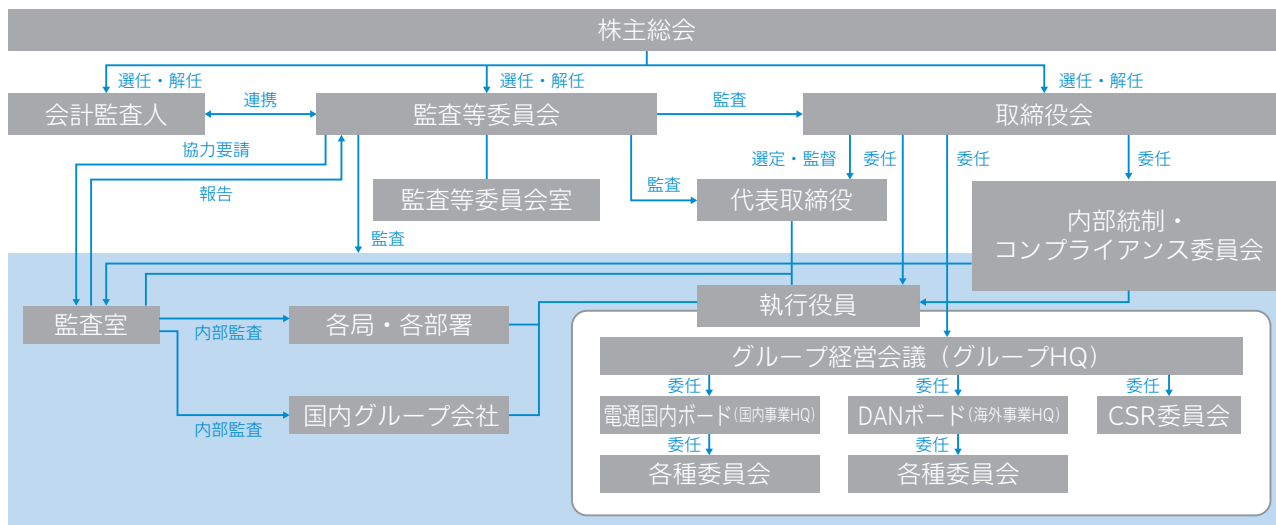 株主総会
選任・解任
選任・解任
選任・解任
会計監査人
連携
監査等委員会
監査
取締役会
協力要請
報告
監査等委員会室
監査
選定・監督
委任
委任
委任
代表取締役
内部統制・
コンプライアンス委員会
監査
監査室
内部監査
各局・各部署
執行役員
グループ経営会議（グループHQ）
内部監査
国内グループ会社
委任
委任
委任
電通国内ボード（国内事業HQ）
DANボード（海外事業HQ）
CSR委員会
委任
委任
各種委員会
各種委員会